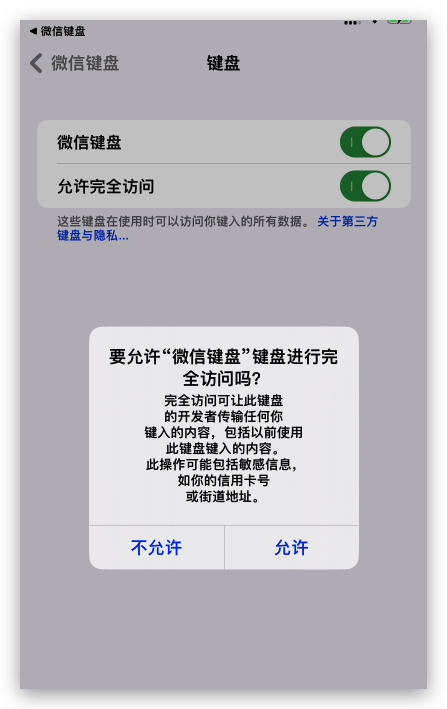 ◀ 微信键盘
微信键盘
键盘
微信键盘
允许完全访问
这些键盘在使用时可以访问你键入的所有数据。关于第三方
键盘与隐私...
要允许“微信键盘”键盘进行完
全访问吗?
完全访问可让此键盘
的开发者传输任何你
键入的内容，包括以前使用
此键盘键入的内容。
此操作可能包括敏感信息，
如你的信用卡号
或街道地址。
不允许
允许